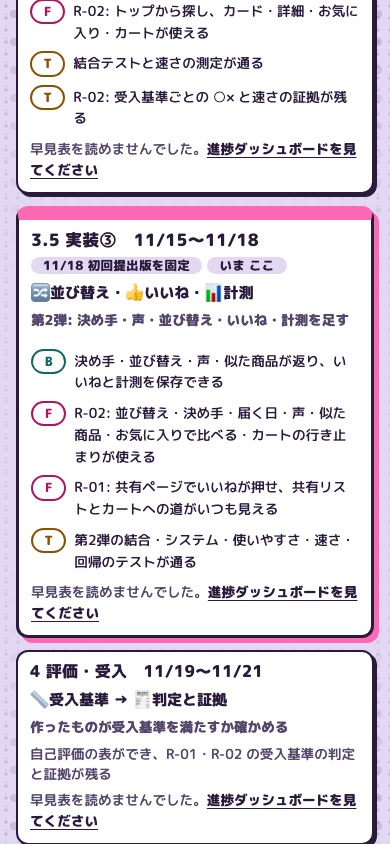 F R-02: トップから探し、カード・詳細・お気に
入り・カートが使える
T 結合テストと速さの測定が通る
T R-02: 受入基準ごとの ○× と速さの証拠が残
る
早見表を読めませんでした。進捗ダッシュボードを見
てください
3.5 実装③ 11/15〜11/18
11/18 初回提出版を固定 いま ここ
🔀並び替え・👍いいね・📊計測
第2弾: 決め手・声・並び替え・いいね・計測を足す
B 決め手・並び替え・声・似た商品が返り、い
いねと計測を保存できる
F R-02: 並び替え・決め手・届く日・声・似た
商品・お気に入りで比べる・カートの行き止
まりが使える
F R-01: 共有ページでいいねが押せ、共有リス
トとカートへの道がいつも見える
T 第2弾の結合・システム・使いやすさ・速さ・
回帰のテストが通る
早見表を読めませんでした。進捗ダッシュボードを見
てください
4 評価・受入 11/19〜11/21
📏受入基準 → 📰判定と証拠
作ったものが受入基準を満たすか確かめる
自己評価の表ができ、R-01・R-02 の受入基準の判定
と証拠が残る
早見表を読めませんでした。進捗ダッシュボードを見
てください